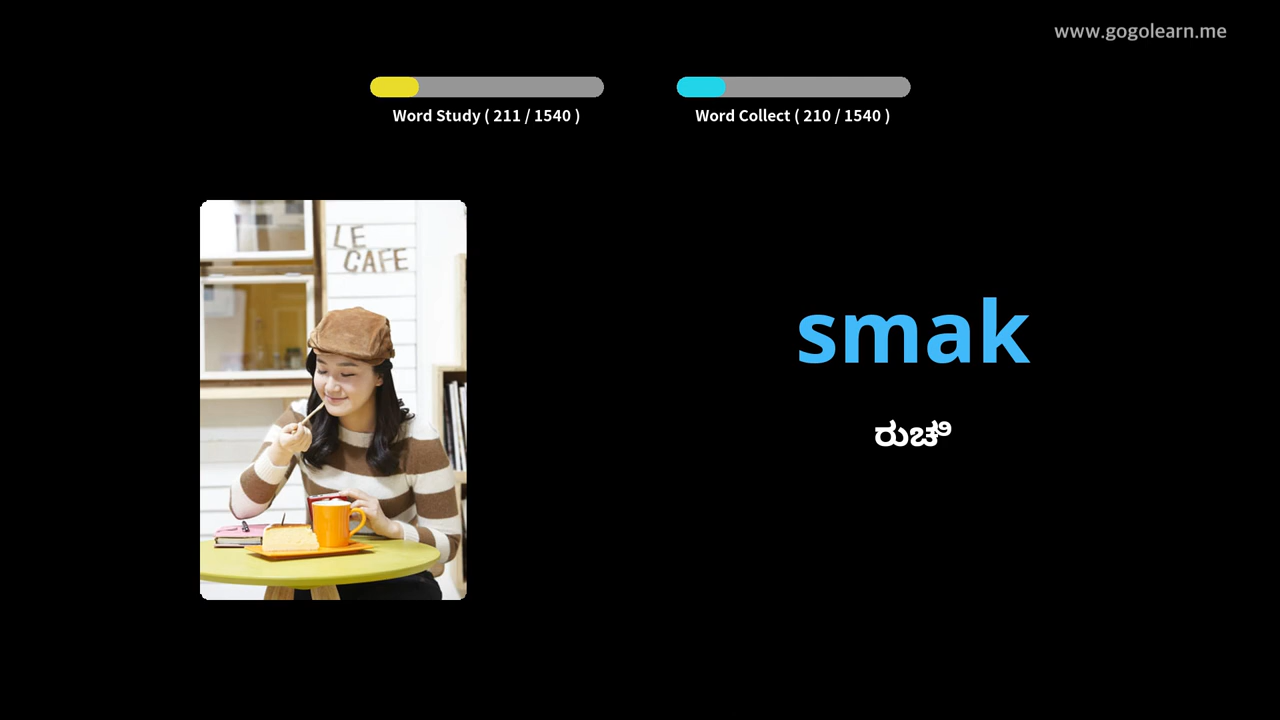 www.gogolearn.me
Word Study ( 211 / 1540 )
Word Collect ( 210 / 1540 )
LE
CAFE
smak
ರುಚಿ